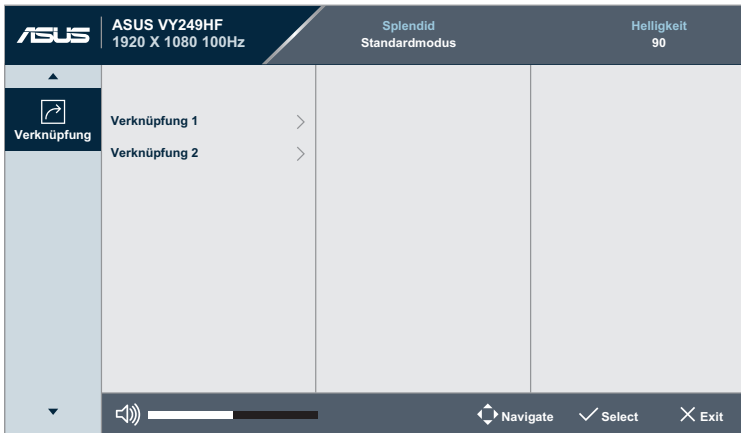 ASUS
ASUS VY249HF
1920 X 1080 100Hz
Splendid
Standardmodus
Helligkeit
90
Verknüpfung
Verknüpfung 1
Verknüpfung 2
Navigate
Select
Exit